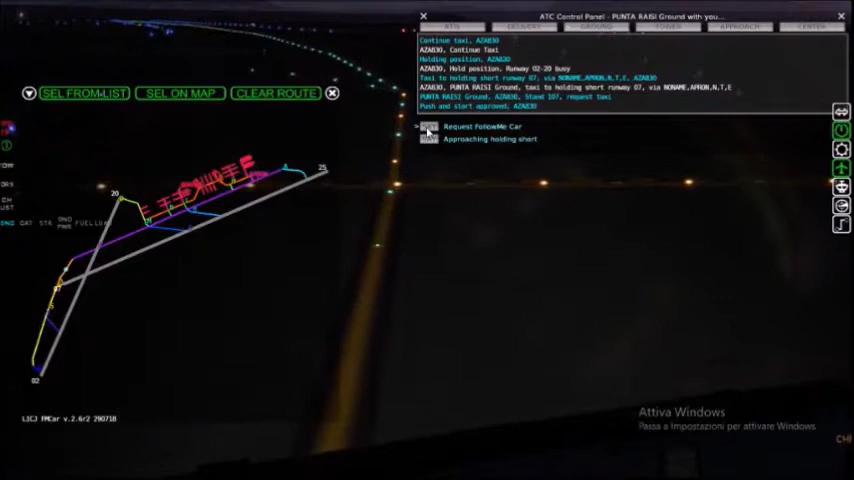 ATC Control Panel - PUNTA RAISI Ground with you...
ATIS DELIVERY GROUND TOWER APPROACH CENTER
Continue taxi, AZA830
AZA830, Continue Taxi
Holding position, AZA830
AZA830, Hold position, Runway 02-20 busy
Taxi to holding short runway 07, via NONAME,APRON,N,T,E, AZA830
AZA830, PUNTA RAISI Ground, taxi to holding short runway 07, via NONAME,APRON,N,T,E
PUNTA RAISI Ground, AZA830, Stand 107, request taxi
Push and start approved, AZA830
SEL FROM LIST SEL ON MAP CLEAR ROUTE
> Request FollowMe Car
Approaching holding short
A
25
20
07
S
02
GND
PWR
FUEL
LICJ FMCar v.2.6r2 290718
Attiva Windows
Passa a Impostazioni per attivare Windows.
CHE